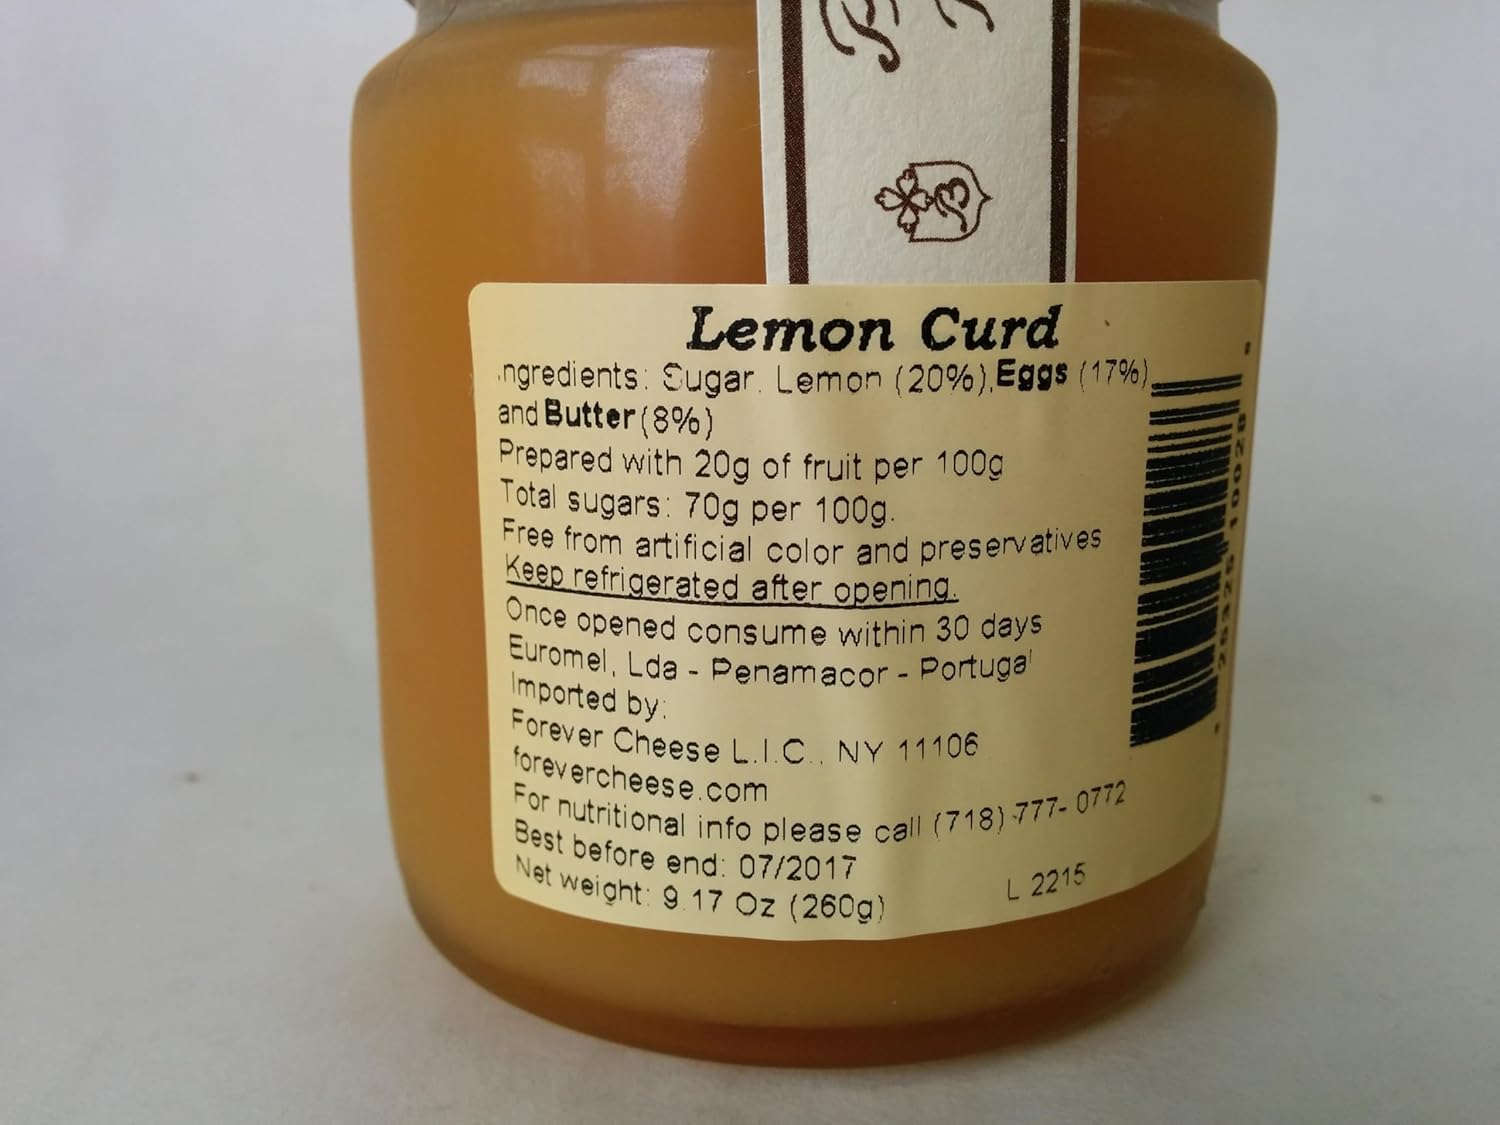 Lemon Curd
Ingredients: Sugar, Lemon (20%), Eggs (17%)
and Butter (8%)
Prepared with 20g of fruit per 100g
Total sugars: 70g per 100g.
Free from artificial color and preservatives
Keep refrigerated after opening.
Once opened consume within 30 days
Euromel, Lda - Penamacor - Portugal
Imported by:
Forever Cheese L.I.C., NY 11106
forevercheese.com
For nutritional info please call (718)-777-0772
Best before end: 07/2017
Net weight: 9.17 Oz (260g)
L 2215